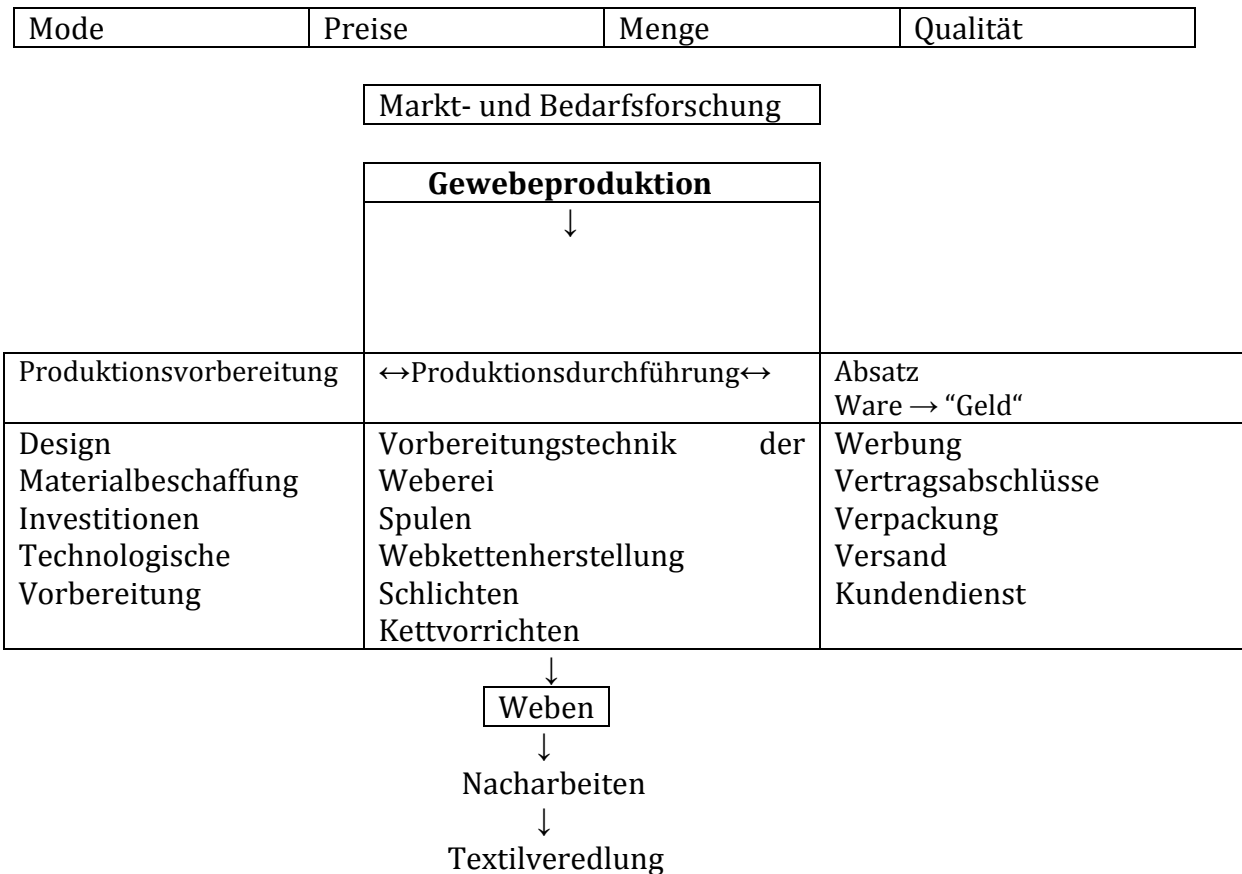 Mode Preise Menge Qualität
Markt- und Bedarfsforschung
Gewebeproduktion
↓
Produktionsvorbereitung ↔Produktionsdurchführung↔ Absatz
Ware → “Geld“
Design
Materialbeschaffung
Investitionen
Technologische
Vorbereitung
Vorbereitungstechnik der
Weberei
Spulen
Webkettenherstellung
Schlichten
Kettvorrichten
Werbung
Vertragsabschlüsse
Verpackung
Versand
Kundendienst
↓
Weben
↓
Nacharbeiten
↓
Textilveredlung